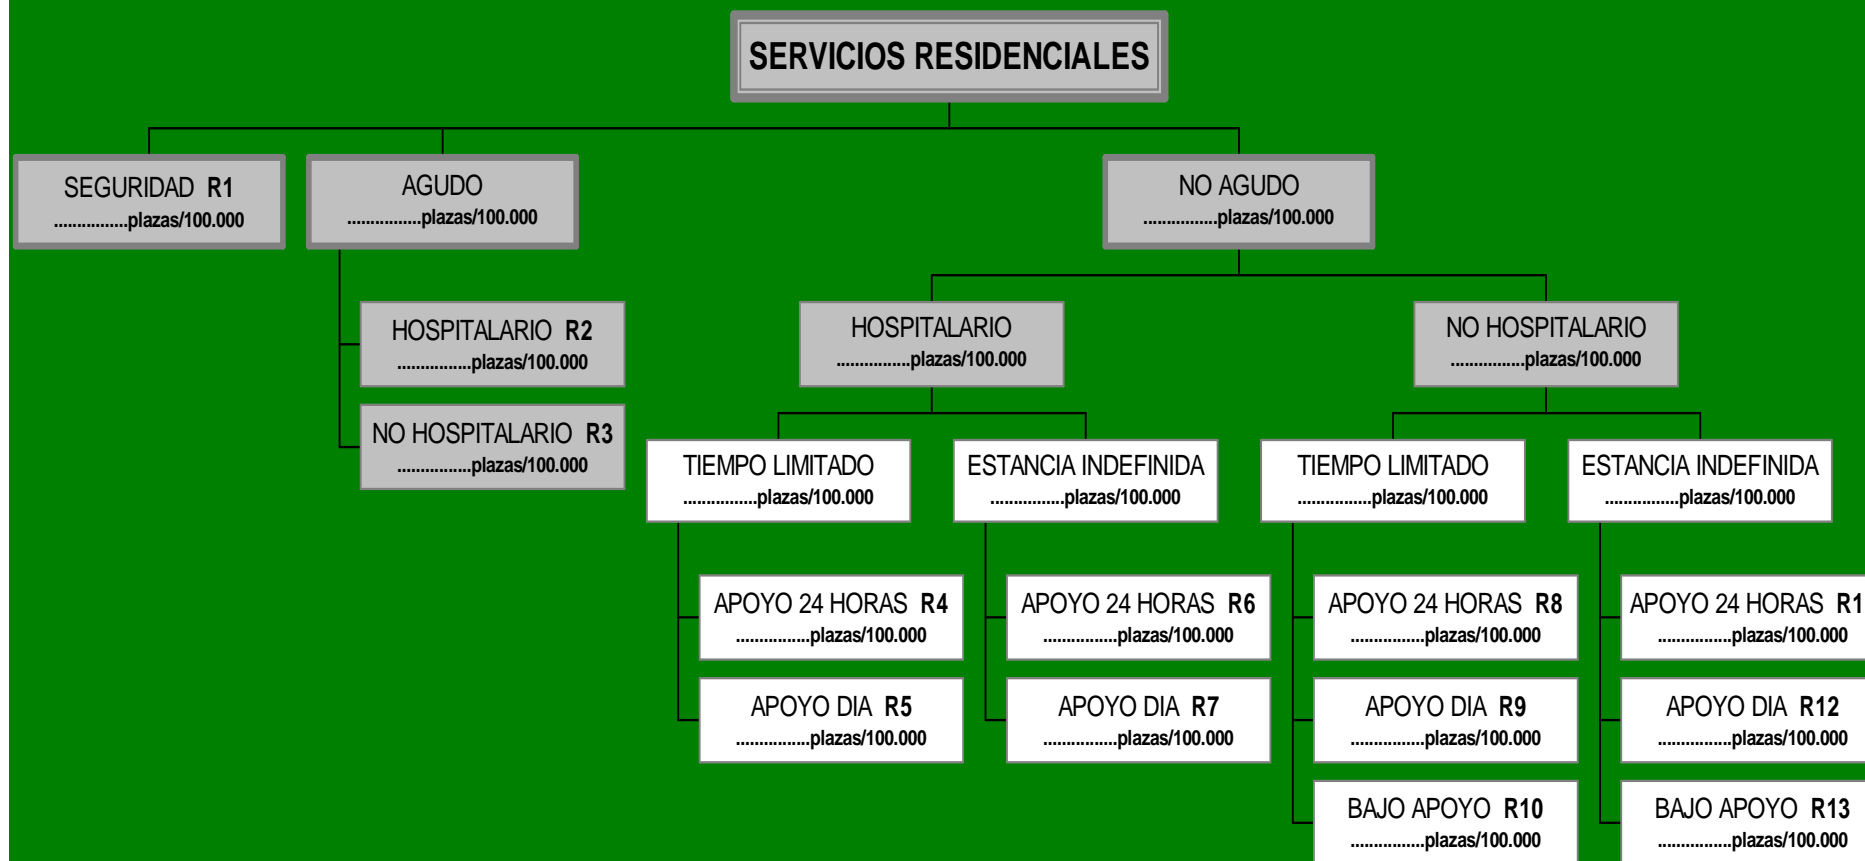 SERVICIOS RESIDENCIALES
SEGURIDAD R1
................plazas/100.000
AGUDO
................plazas/100.000
NO AGUDO
................plazas/100.000
HOSPITALARIO R2
................plazas/100.000
NO HOSPITALARIO R3
................plazas/100.000
HOSPITALARIO
................plazas/100.000
NO HOSPITALARIO
................plazas/100.000
TIEMPO LIMITADO
................plazas/100.000
ESTANCIA INDEFINIDA
................plazas/100.000
TIEMPO LIMITADO
................plazas/100.000
ESTANCIA INDEFINIDA
................plazas/100.000
APOYO 24 HORAS R4
................plazas/100.000
APOYO 24 HORAS R6
................plazas/100.000
APOYO 24 HORAS R8
................plazas/100.000
APOYO 24 HORAS R1
................plazas/100.000
APOYO DIA R5
................plazas/100.000
APOYO DIA R7
................plazas/100.000
APOYO DIA R9
................plazas/100.000
APOYO DIA R12
................plazas/100.000
BAJO APOYO R10
................plazas/100.000
BAJO APOYO R13
................plazas/100.000